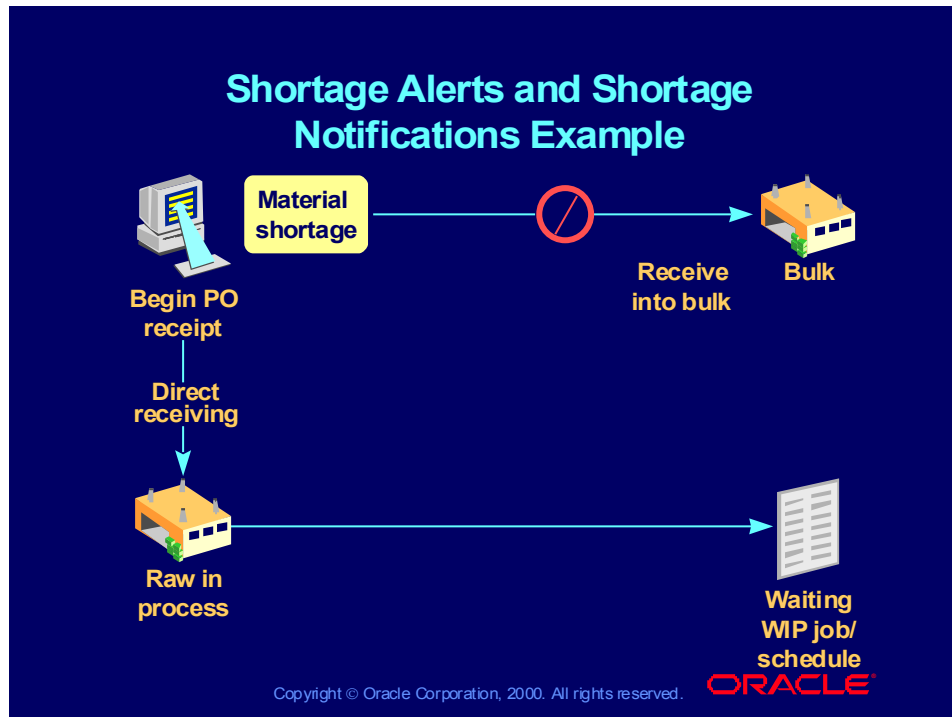 Shortage Alerts and Shortage
Notifications Example
Material
shortage
Receive
into bulk
Bulk
Begin PO
receipt
Direct
receiving
Raw in
process
Waiting
WIP job/
schedule
Copyright © Oracle Corporation, 2000. All rights reserved.
ORACLE®